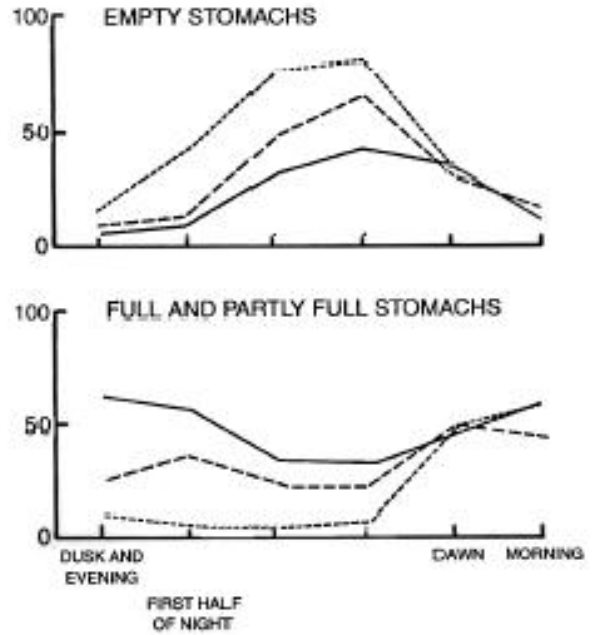 EMPTY STOMACHS
100
50
0
FULL AND PARTLY FULL STOMACHS
100
50
0
DUSK AND
EVENING
FIRST HALF
OF NIGHT
DAWN
MORNING